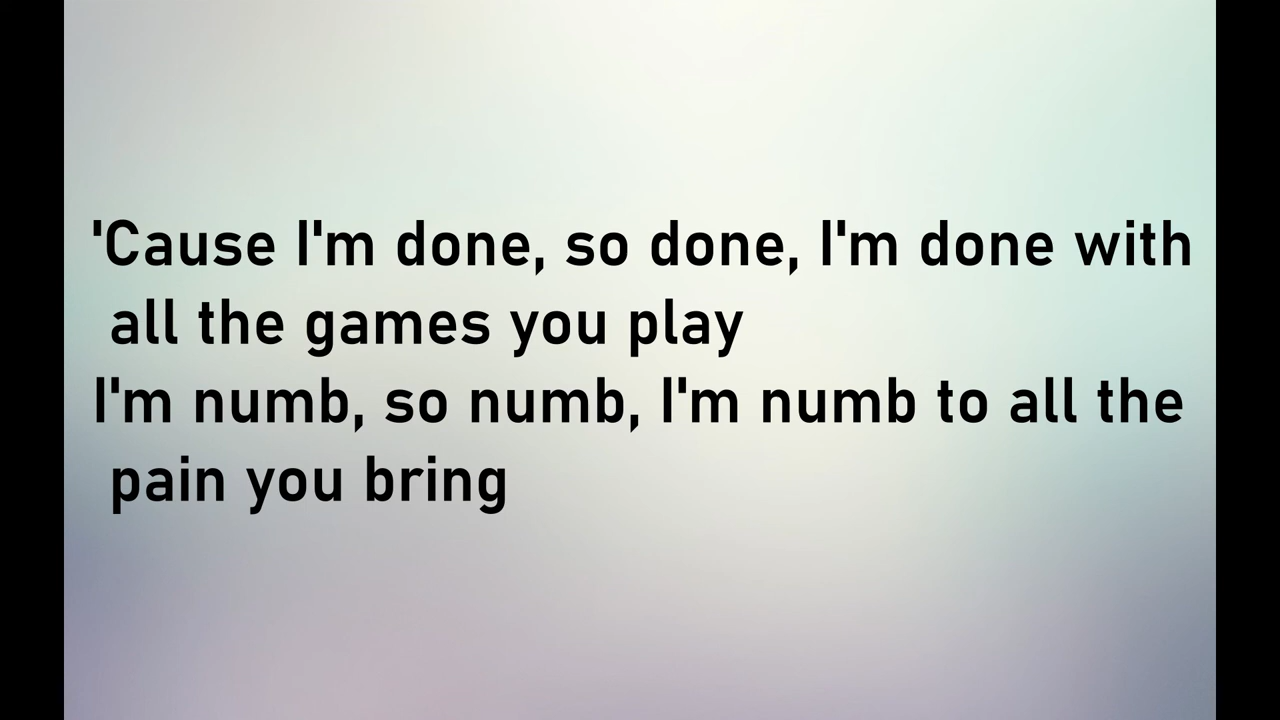 'Cause I'm done, so done, I'm done with
all the games you play
I'm numb, so numb, I'm numb to all the
pain you bring